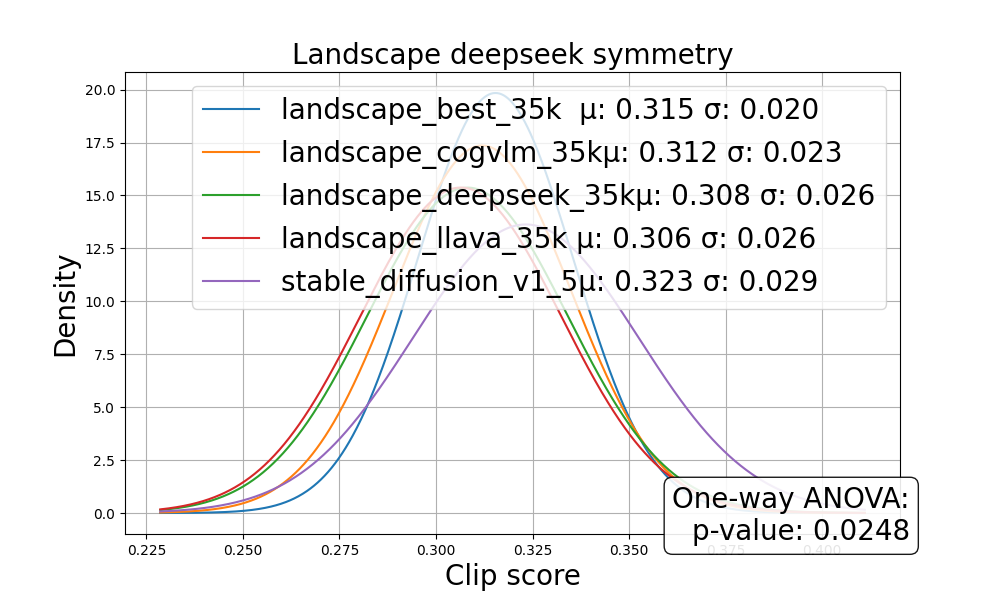 Landscape deepseek symmetry
20.0
17.5
15.0
12.5
10.0
7.5
5.0
2.5
0.0
Density
landscape_best_35k  μ: 0.315 σ: 0.020
landscape_cogvlm_35kμ: 0.312 σ: 0.023
landscape_deepseek_35kμ: 0.308 σ: 0.026
landscape_llava_35k μ: 0.306 σ: 0.026
stable_diffusion_v1_5μ: 0.323 σ: 0.029
One-way ANOVA:
p-value: 0.0248
0.225 0.250 0.275 0.300 0.325 0.350 0.375 0.400
Clip score